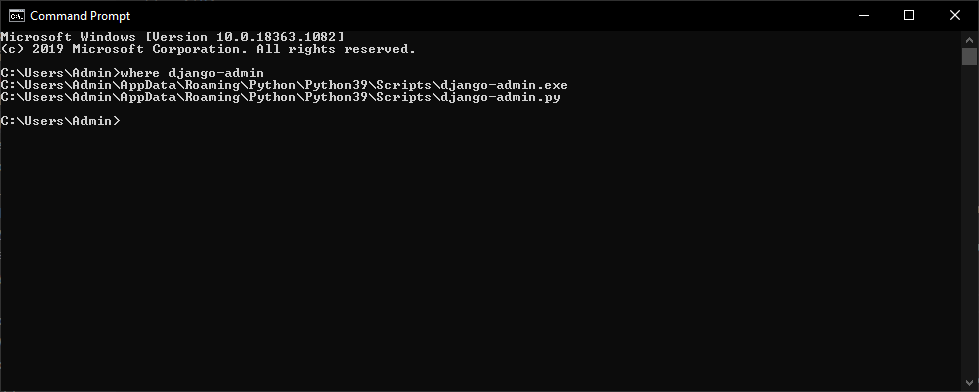 Command Prompt
Microsoft Windows [Version 10.0.18363.1082]
(c) 2019 Microsoft Corporation. All rights reserved.
C:\Users\Admin>where django-admin
C:\Users\Admin\AppData\Roaming\Python\Python39\Scripts\django-admin.exe
C:\Users\Admin\AppData\Roaming\Python\Python39\Scripts\django-admin.py
C:\Users\Admin>